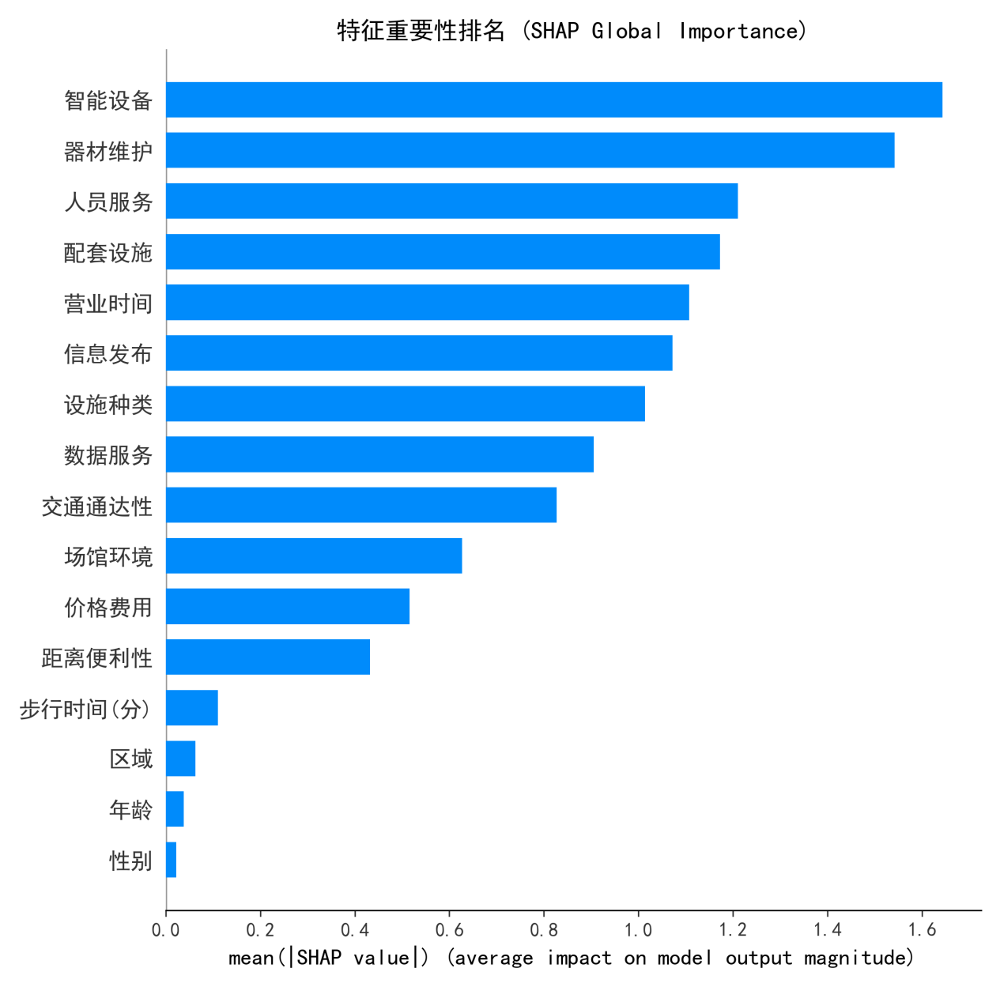 特征重要性排名 (SHAP Global Importance)
智能设备
器材维护
人员服务
配套设施
营业时间
信息发布
设施种类
数据服务
交通通达性
场馆环境
价格费用
距离便利性
步行时间(分)
区域
年龄
性别
0.0 0.2 0.4 0.6 0.8 1.0 1.2 1.4 1.6
mean(|SHAP value|) (average impact on model output magnitude)